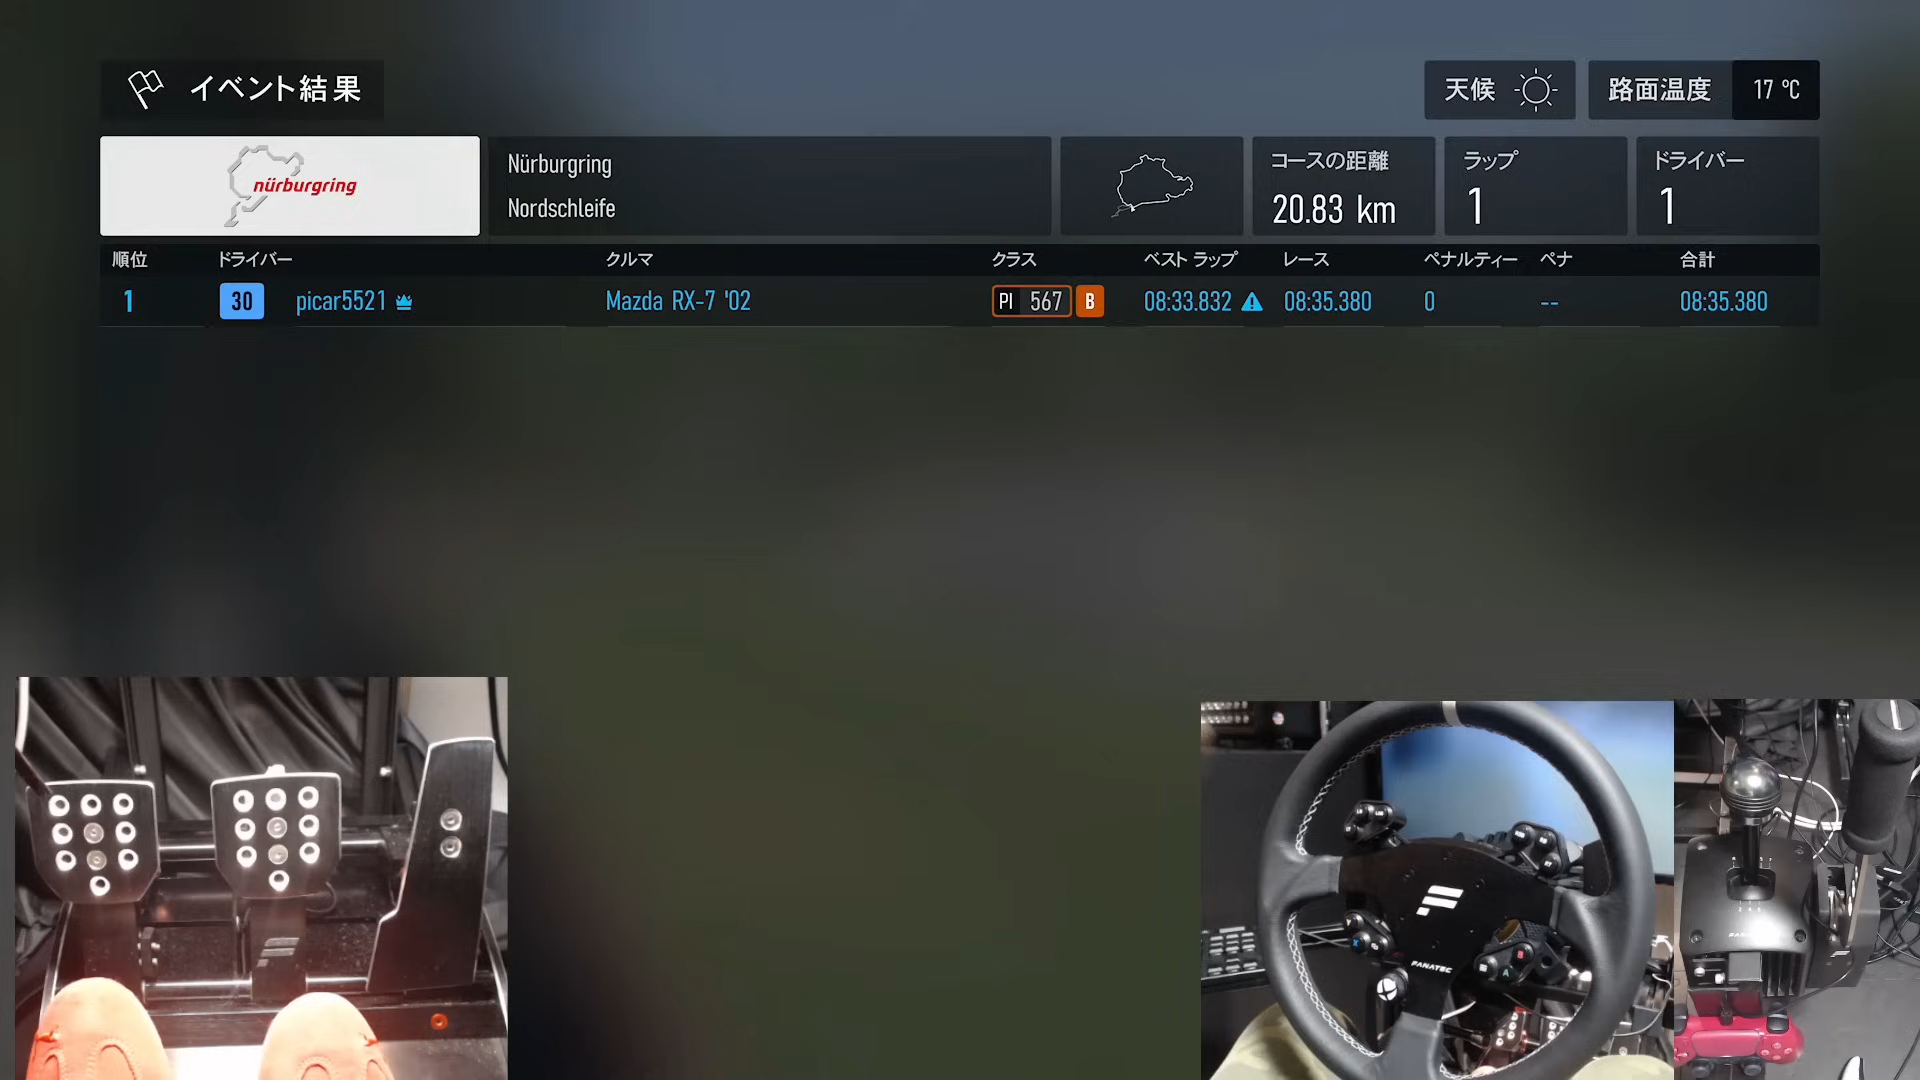 イベント結果
天候
路面温度 17 ℃
nürburgring
Nürburgring
Nordschleife
コースの距離
20.83 km
ラップ
1
ドライバー
1
順位 ドライバー クルマ クラス ベスト ラップ レース ペナルティー ペナ 合計
1 30 picar5521 Mazda RX-7 '02 PI 567 B 08:33.832 08:35.380 0 -- 08:35.380
FANATEC
X
A